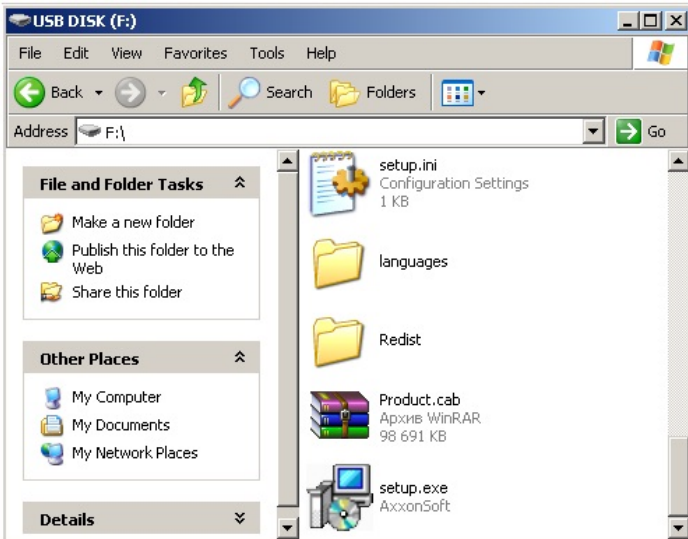 USB DISK (F:)
File Edit View Favorites Tools Help
Back Search Folders
Address F:\ Go
File and Folder Tasks
Make a new folder
Publish this folder to the
Web
Share this folder
Other Places
My Computer
My Documents
My Network Places
Details
setup.ini
Configuration Settings
1 KB
languages
Redist
Product.cab
Архив WinRAR
98 691 KB
setup.exe
AxxonSoft